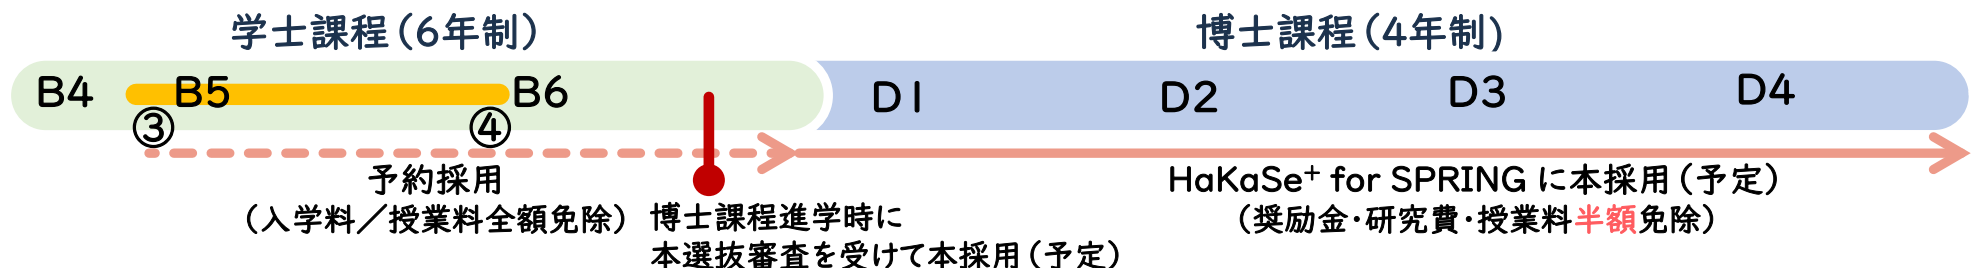 学士課程（6年制）
博士課程（4年制）
B4
B5
B6
D1
D2
D3
D4
③
④
予約採用
（入学料／授業料全額免除）
博士課程進学時に
本選抜審査を受けて本採用（予定）
HaKaSe⁺ for SPRING に本採用（予定）
（奨励金・研究費・授業料半額免除）